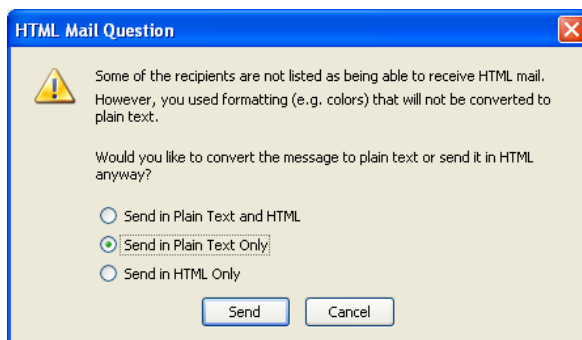 HTML Mail Question
Some of the recipients are not listed as being able to receive HTML mail.
However, you used formatting (e.g. colors) that will not be converted to
plain text.
Would you like to convert the message to plain text or send it in HTML
anyway?
Send in Plain Text and HTML
Send in Plain Text Only
Send in HTML Only
Send
Cancel